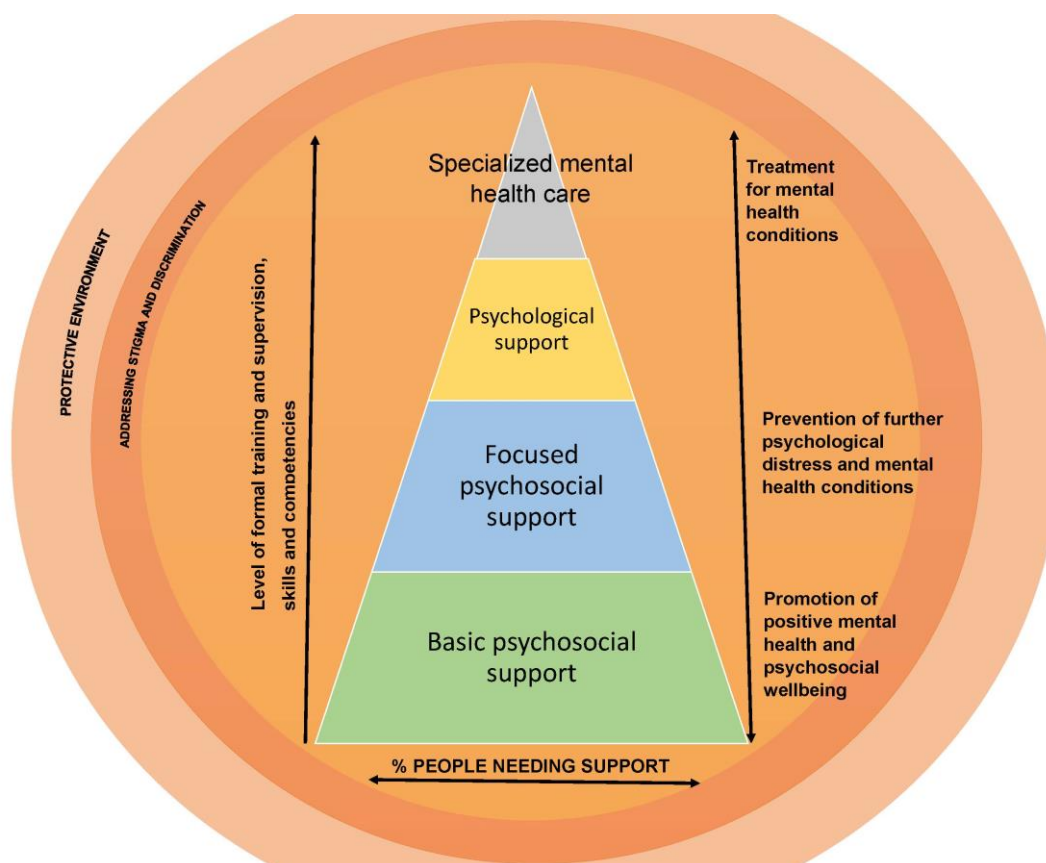 PROTECTIVE ENVIRONMENT
ADDRESSING STIGMA AND DISCRIMINATION
Level of formal training and supervision,
skills and competencies
Specialized mental
health care
Psychological
support
Focused
psychosocial
support
Basic psychosocial
support
% PEOPLE NEEDING SUPPORT
Treatment
for mental
health
conditions
Prevention of further
psychological
distress and mental
health conditions
Promotion of
positive mental
health and
psychosocial
wellbeing